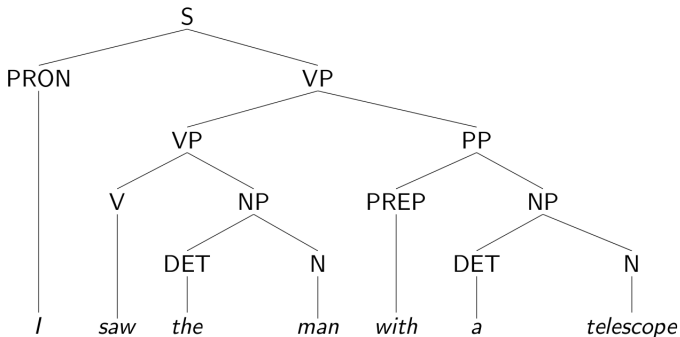 S
PRON VP
VP PP
V NP PREP NP
DET N DET N
I saw the man with a telescope